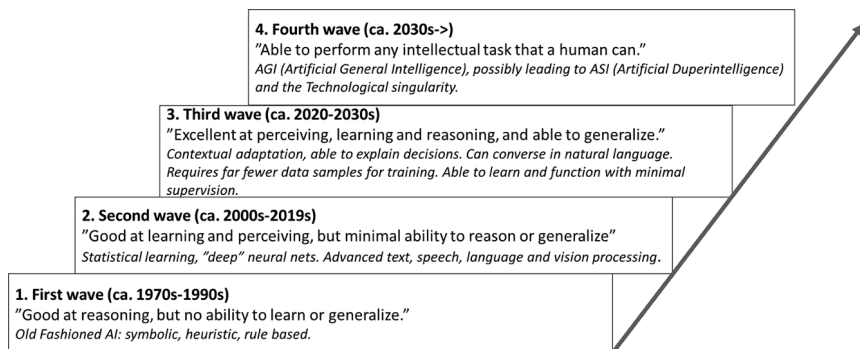 4. Fourth wave (ca. 2030s->)
”Able to perform any intellectual task that a human can.”
AGI (Artificial General Intelligence), possibly leading to ASI (Artificial Duperintelligence)
and the Technological singularity.
3. Third wave (ca. 2020-2030s)
”Excellent at perceiving, learning and reasoning, and able to generalize.”
Contextual adaptation, able to explain decisions. Can converse in natural language.
Requires far fewer data samples for training. Able to learn and function with minimal
supervision.
2. Second wave (ca. 2000s-2019s)
”Good at learning and perceiving, but minimal ability to reason or generalize”
Statistical learning, ”deep” neural nets. Advanced text, speech, language and vision processing.
1. First wave (ca. 1970s-1990s)
”Good at reasoning, but no ability to learn or generalize.”
Old Fashioned AI: symbolic, heuristic, rule based.